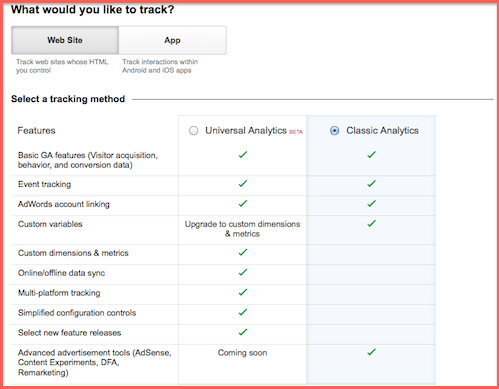 What would you like to track?
Web Site
App
Track web sites whose HTML
you control
Track interactions within
Android and iOS apps
Select a tracking method
Features
Universal Analytics BETA
Classic Analytics
Basic GA features (Visitor acquisition,
behavior, and conversion data)
Event tracking
AdWords account linking
Custom variables
Upgrade to custom dimensions
& metrics
Custom dimensions & metrics
Online/offline data sync
Multi-platform tracking
Simplified configuration controls
Select new feature releases
Advanced advertisement tools (AdSense,
Content Experiments, DFA,
Remarketing)
Coming soon